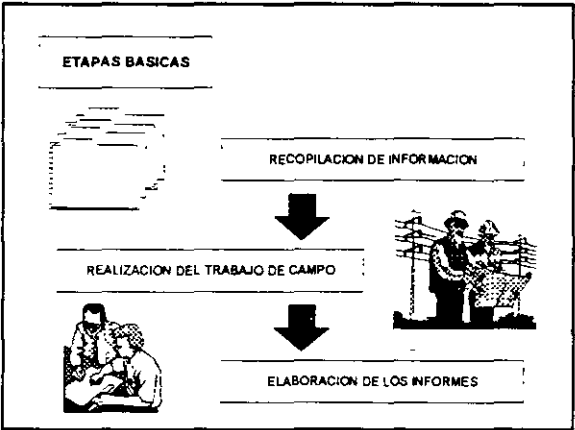 ETAPAS BASICAS
RECOPILACION DE INFORMACION
REALIZACION DEL TRABAJO DE CAMPO
ELABORACION DE LOS INFORMES